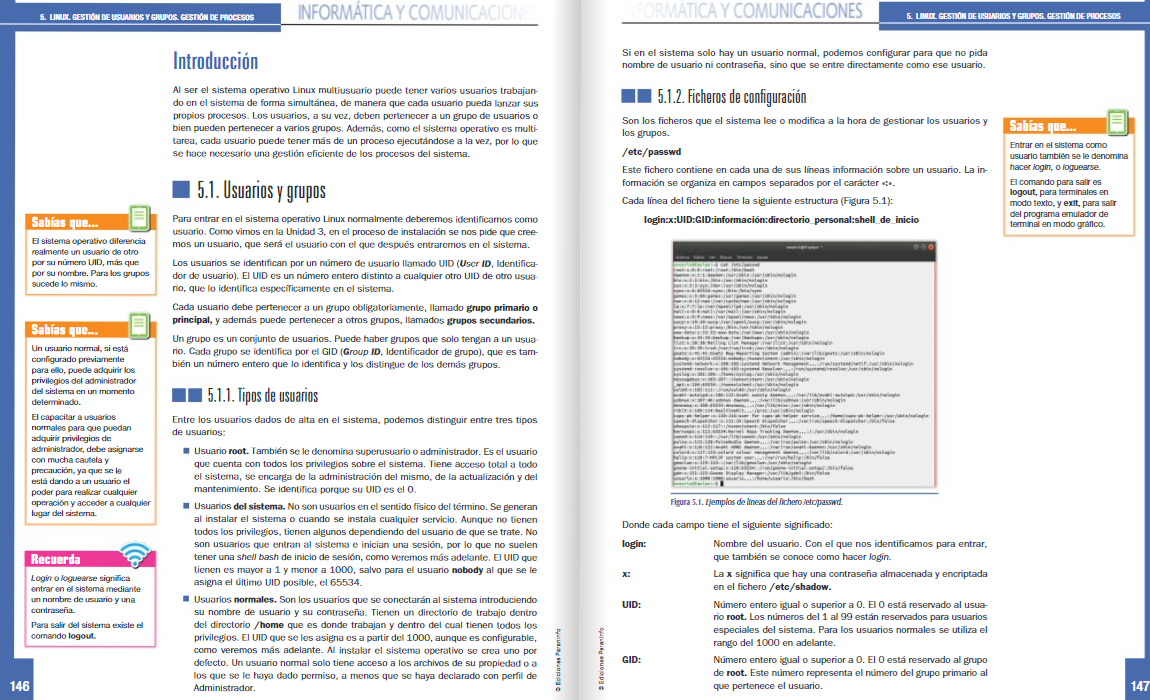 5. LINUX. GESTIÓN DE USUARIOS Y GRUPOS. GESTIÓN DE PROCESOS
INFORMÁTICA Y COMUNICACIONES
Introducción
Al ser el sistema operativo Linux multiusuario puede tener varios usuarios trabajan-
do en el sistema de forma simultánea, de manera que cada usuario pueda lanzar sus
propios procesos. Los usuarios, a su vez, deben pertenecer a un grupo de usuarios o
bien pueden pertenecer a varios grupos. Además, como el sistema operativo es multi-
tarea, cada usuario puede tener más de un proceso ejecutándose a la vez, por lo que
se hace necesario una gestión eficiente de los procesos del sistema.
5.1. Usuarios y grupos
Para entrar en el sistema operativo Linux normalmente deberemos identificarnos como
usuario. Como vimos en la Unidad 3, en el proceso de instalación se nos pide que cree-
mos un usuario, que será el usuario con el que después entraremos en el sistema.
Los usuarios se identifican por un número de usuario llamado UID (User ID, Identifica-
dor de usuario). El UID es un número entero distinto a cualquier otro UID de otro usua-
rio, que lo identifica específicamente en el sistema.
Cada usuario debe pertenecer a un grupo obligatoriamente, llamado grupo primario o
principal, y además puede pertenecer a otros grupos, llamados grupos secundarios.
Un grupo es un conjunto de usuarios. Puede haber grupos que solo tengan a un usua-
rio. Cada grupo se identifica por el GID (Group ID, Identificador de grupo), que es tam-
bién un número entero que lo identifica y los distingue de los demás grupos.
5.1.1. Tipos de usuarios
Entre los usuarios dados de alta en el sistema, podemos distinguir entre tres tipos
de usuarios:
Usuario root. También se le denomina superusuario o administrador. Es el usuario
que cuenta con todos los privilegios sobre el sistema. Tiene acceso total a todo
el sistema, se encarga de la administración del mismo, de la actualización y del
mantenimiento. Se identifica porque su UID es el 0.
Usuarios del sistema. No son usuarios en el sentido físico del término. Se generan
al instalar el sistema o cuando se instala cualquier servicio. Aunque no tienen
todos los privilegios, tienen algunos dependiendo del usuario de que se trate. No
son usuarios que entran al sistema e inician una sesión, por lo que no suelen
tener una shell bash de inicio de sesión, como veremos más adelante. El UID que
tienen es mayor a 1 y menor a 1000, salvo para el usuario nobody al que se le
asigna el último UID posible, el 65534.
Usuarios normales. Son los usuarios que se conectarán al sistema introduciendo
su nombre de usuario y su contraseña. Tienen un directorio de trabajo dentro
del directorio /home que es donde trabajan y dentro del cual tienen todos los
privilegios. El UID que se les asigna es a partir del 1000, aunque es configurable,
como veremos más adelante. Al instalar el sistema operativo se crea uno por
defecto. Un usuario normal solo tiene acceso a los archivos de su propiedad o a
los que se le haya dado permiso, a menos que se haya declarado con perfil de
Administrador.
Sabías que...
El sistema operativo diferencia
realmente un usuario de otro
por su número UID, más que
por su nombre. Para los grupos
sucede lo mismo.
Sabías que...
Un usuario normal, si está
configurado previamente
para ello, puede adquirir los
privilegios del administrador
del sistema en un momento
determinado.
El capacitar a usuarios
normales para que puedan
adquirir privilegios de
administrador, debe asignarse
con mucha cautela y
precaución, ya que se le
está dando a un usuario el
poder para realizar cualquier
operación y acceder a cualquier
lugar del sistema.
Recuerda
Login o loguearse significa
entrar en el sistema mediante
un nombre de usuario y una
contraseña.
Para salir del sistema existe el
comando logout.
146
© Ediciones Paraninfo
INFORMÁTICA Y COMUNICACIONES
5. LINUX. GESTIÓN DE USUARIOS Y GRUPOS. GESTIÓN DE PROCESOS
Si en el sistema solo hay un usuario normal, podemos configurar para que no pida
nombre de usuario ni contraseña, sino que se entre directamente como ese usuario.
5.1.2. Ficheros de configuración
Son los ficheros que el sistema lee o modifica a la hora de gestionar los usuarios y
los grupos.
/etc/passwd
Este fichero contiene en cada una de sus líneas información sobre un usuario. La in-
formación se organiza en campos separados por el carácter «:».
Cada línea del fichero tiene la siguiente estructura (Figura 5.1):
login:x:UID:GID:información:directorio_personal:shell_de_inicio
Figura 5.1. Ejemplos de líneas del fichero /etc/passwd.
Donde cada campo tiene el siguiente significado:
login: Nombre del usuario. Con el que nos identificamos para entrar,
que también se conoce como hacer login.
x: La x significa que hay una contraseña almacenada y encriptada
en el fichero /etc/shadow.
UID: Número entero igual o superior a 0. El 0 está reservado al usua-
rio root. Los números del 1 al 99 están reservados para usuarios
especiales del sistema. Para los usuarios normales se utiliza el
rango del 1000 en adelante.
GID: Número entero igual o superior a 0. El 0 está reservado al grupo
de root. Este número representa el número del grupo primario al
que pertenece el usuario.
Sabías que...
Entrar en el sistema como
usuario también se le denomina
hacer login, o loguearse.
El comando para salir es
logout, para terminales en
modo texto, y exit, para salir
del programa emulador de
terminal en modo gráfico.
© Ediciones Paraninfo
147